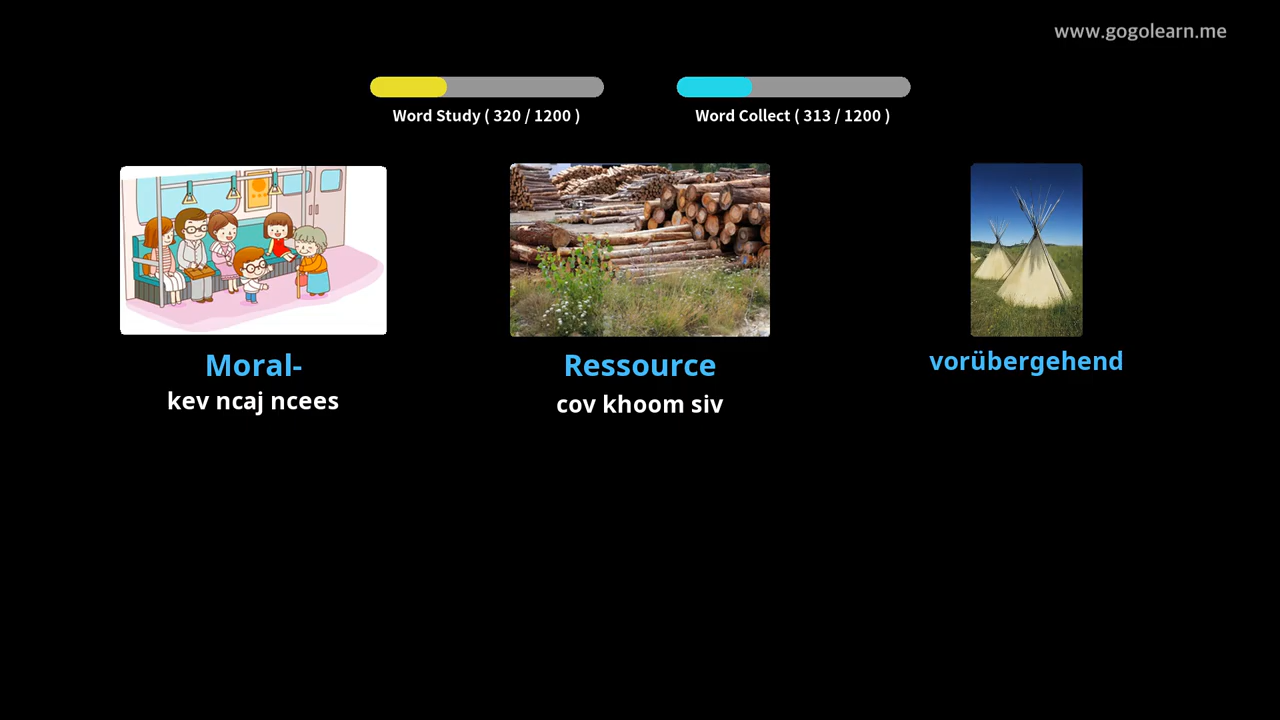 www.gogolearn.me
Word Study ( 320 / 1200 )
Word Collect ( 313 / 1200 )
Moral-
kev ncaj ncees
Ressource
cov khoom siv
vorübergehend